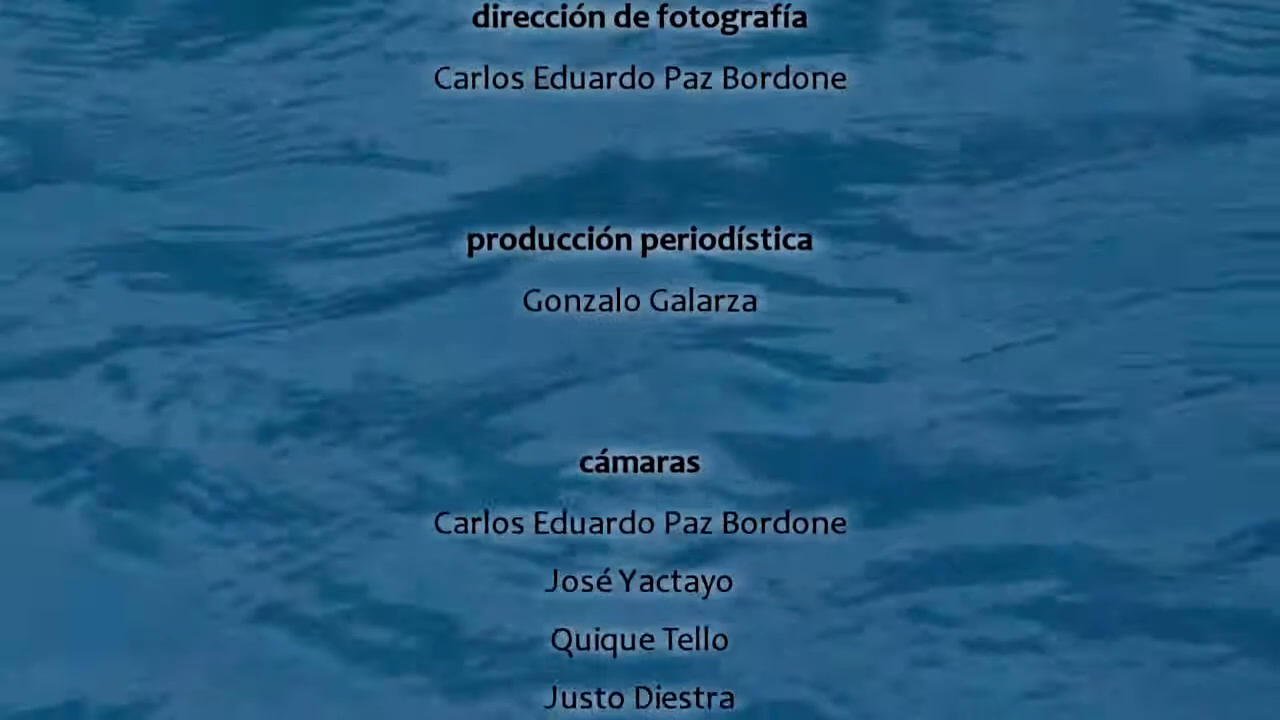 dirección de fotografía
Carlos Eduardo Paz Bordone
producción periodística
Gonzalo Galarza
cámaras
Carlos Eduardo Paz Bordone
José Yactayo
Quique Tello
Justo Diestra